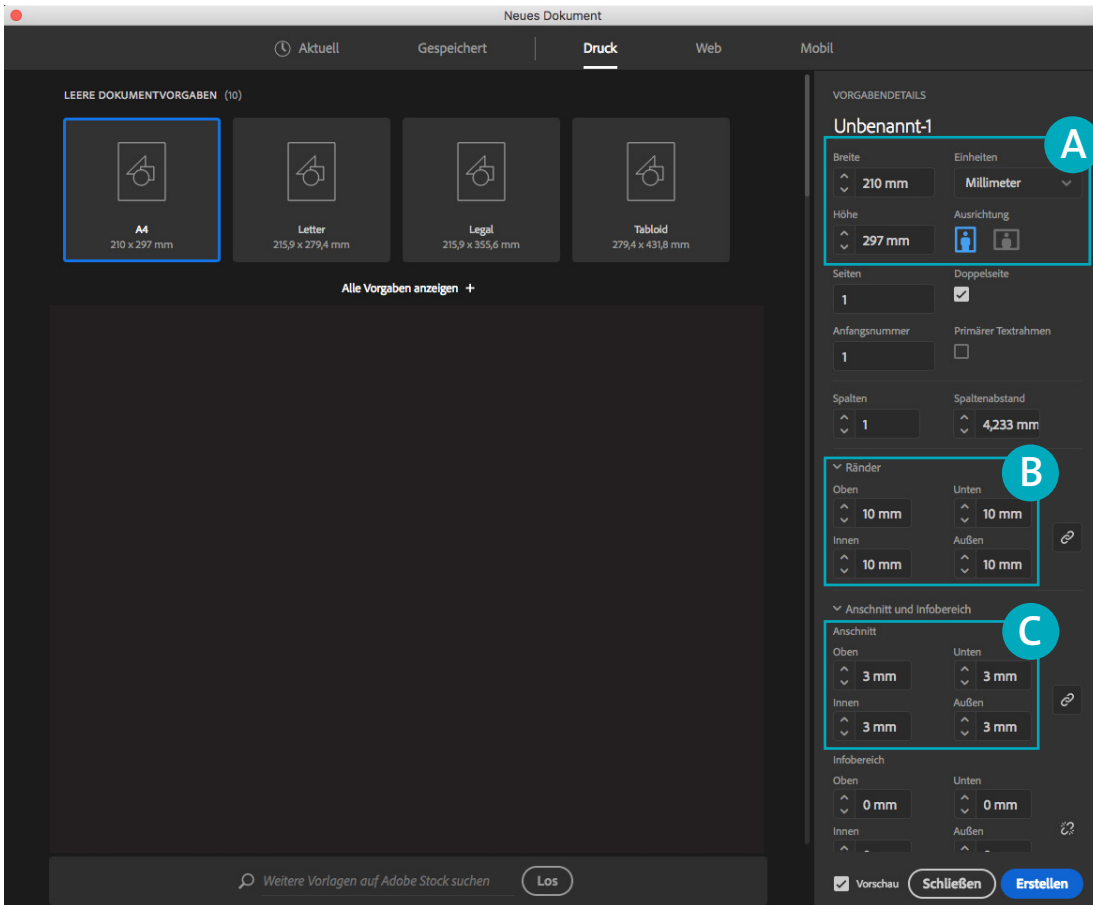 Neues Dokument
Aktuell Gespeichert Druck Web Mobil
LEERE DOKUMENTVORGABEN (10)
A4
210 x 297 mm
Letter
215,9 x 279,4 mm
Legal
215,9 x 355,6 mm
Tabloid
279,4 x 431,8 mm
Alle Vorgaben anzeigen +
Weitere Vorlagen auf Adobe Stock suchen Los
VORGABENDETAILS
Unbenannt-1
A
Breite Einheiten
210 mm Millimeter
Höhe Ausrichtung
297 mm
Seiten Doppelseite
1
Anfangsnummer Primärer Textrahmen
1
Spalten Spaltenabstand
1 4,233 mm
Ränder
B
Oben Unten
10 mm 10 mm
Innen Außen
10 mm 10 mm
Anschnitt und Infobereich
C
Anschnitt
Oben Unten
3 mm 3 mm
Innen Außen
3 mm 3 mm
Infobereich
Oben Unten
0 mm 0 mm
Innen Außen
Vorschau Schließen Erstellen